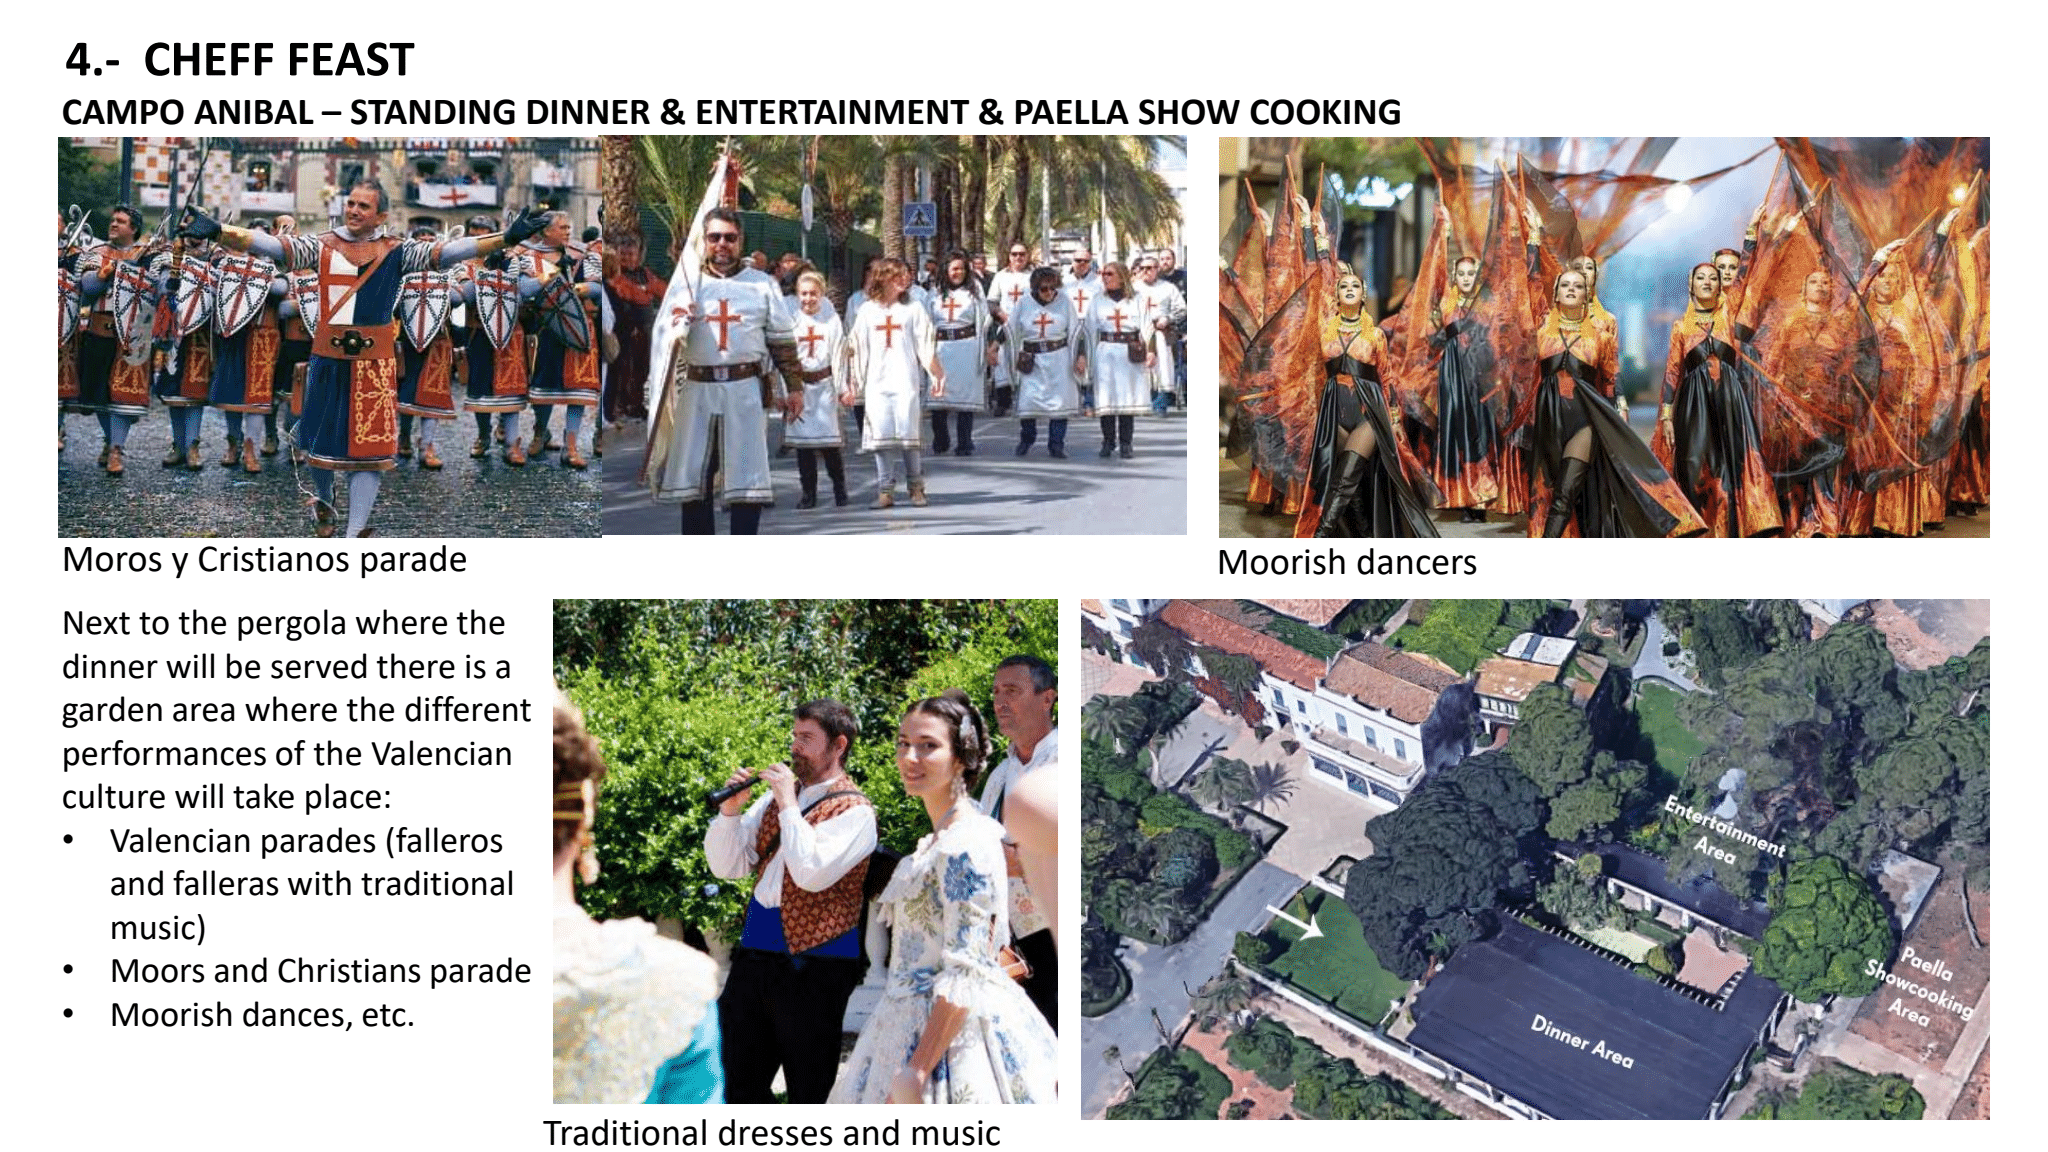 4.- CHEFF FEAST
CAMPO ANIBAL – STANDING DINNER & ENTERTAINMENT & PAELLA SHOW COOKING
Moros y Cristianos parade
Moorish dancers
Next to the pergola where the
dinner will be served there is a
garden area where the different
performances of the Valencian
culture will take place:
• Valencian parades (falleros
and falleras with traditional
music)
• Moors and Christians parade
• Moorish dances, etc.
Traditional dresses and music
Entertainment
Area
Paella
Showcooking
Area
Dinner Area